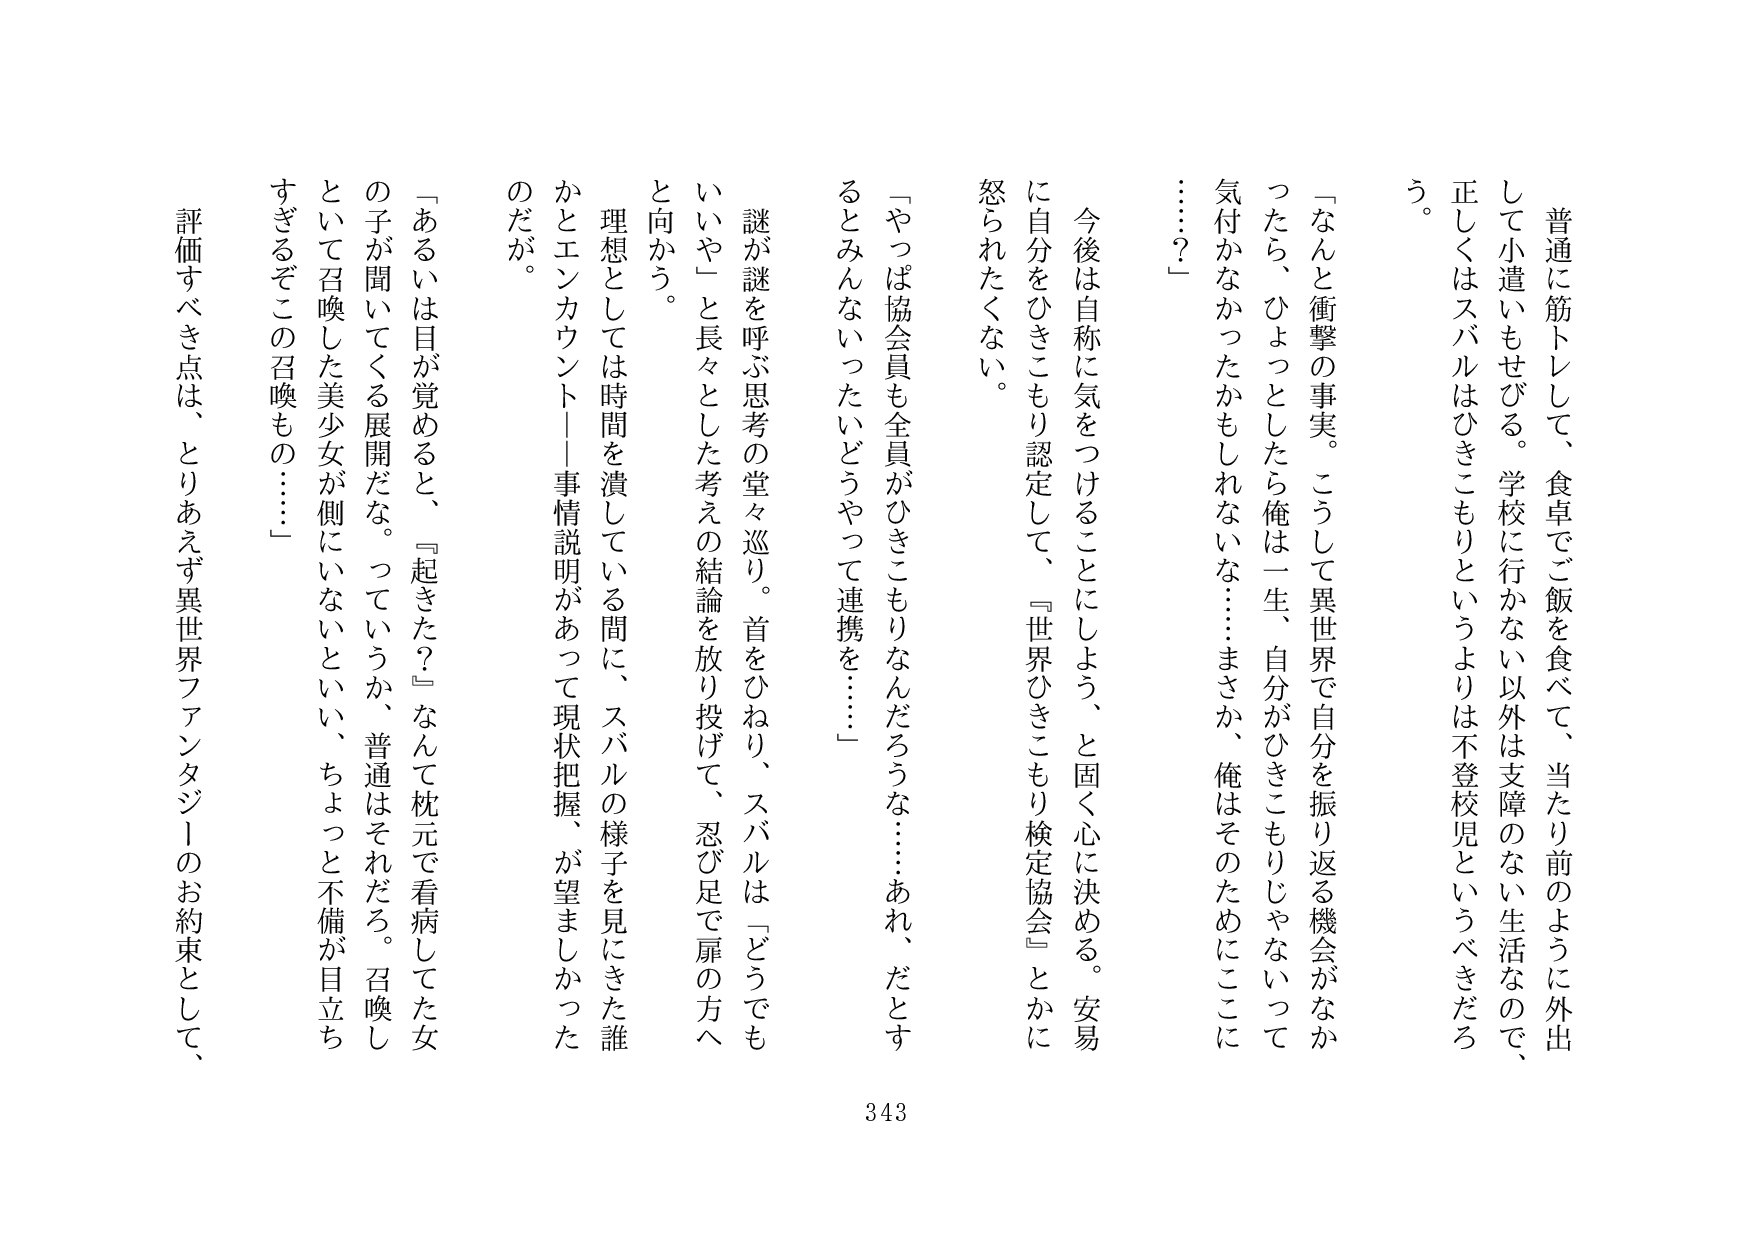 普通に筋トレして、食卓でご飯を食べて、当たり前のように外出
して小遣いもせびる。学校に行かない以外は支障のない生活なので、
正しくはスバルはひきこもりというよりは不登校児というべきだろ
う。
「なんと衝撃の事実。こうして異世界で自分を振り返る機会がなか
ったら、ひょっとしたら俺は一生、自分がひきこもりじゃないって
気付かなかったかもしれないな……まさか、俺はそのためにここに
……？」
　今後は自称に気をつけることにしよう、と固く心に決める。安易
に自分をひきこもり認定して、『世界ひきこもり検定協会』とかに
怒られたくない。
「やっぱ協会員も全員がひきこもりなんだろうな……あれ、だとす
るとみんないったいどうやって連携を……」
　謎が謎を呼ぶ思考の堂々巡り。首をひねり、スバルは「どうでも
いいや」と長々とした考えの結論を放り投げて、忍び足で扉の方へ
と向かう。
　理想としては時間を潰している間に、スバルの様子を見にきた誰
かとエンカウント――事情説明があって現状把握、が望ましかった
のだが。
「あるいは目が覚めると、『起きた？』なんて枕元で看病してた女
の子が聞いてくる展開だな。っていうか、普通はそれだろ。召喚し
といて召喚した美少女が側にいないといい、ちょっと不備が目立ち
すぎるぞこの召喚もの……」
　評価すべき点は、とりあえず異世界ファンタジーのお約束として、
343